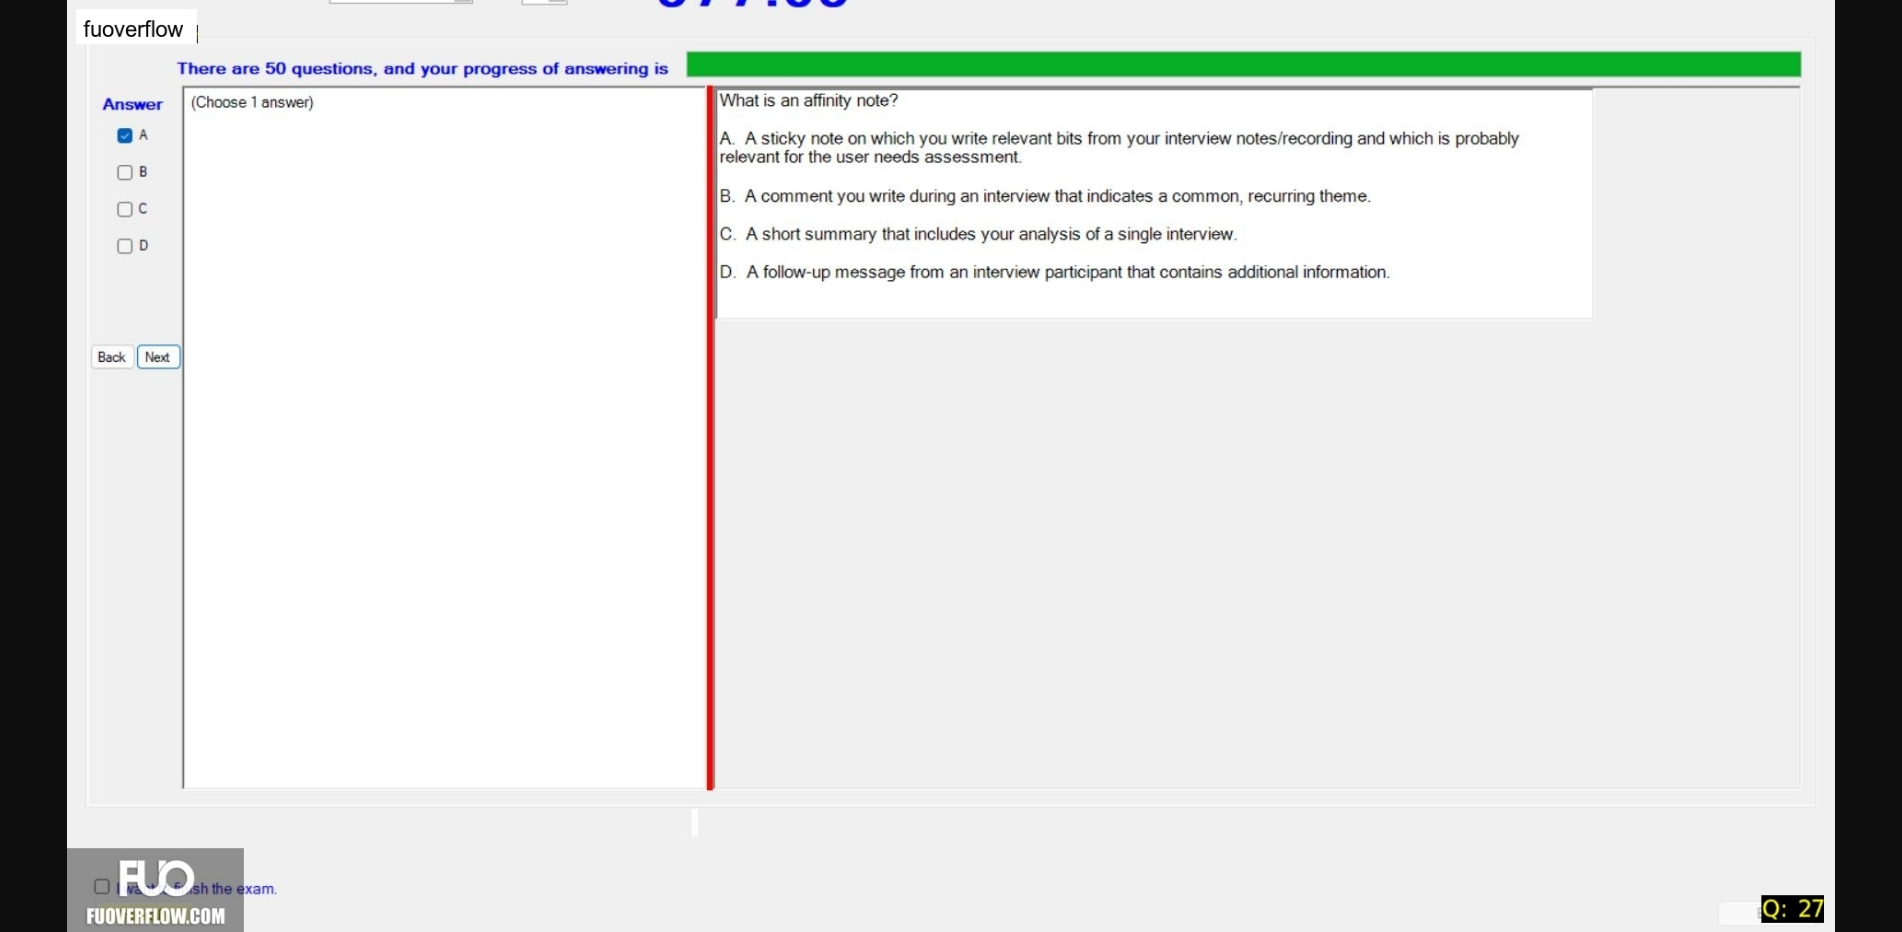 fuoverflow
There are 50 questions, and your progress of answering is
Answer
(Choose 1 answer)
A
B
C
D
Back Next
What is an affinity note?
A. A sticky note on which you write relevant bits from your interview notes/recording and which is probably
relevant for the user needs assessment.
B. A comment you write during an interview that indicates a common, recurring theme.
C. A short summary that includes your analysis of a single interview.
D. A follow-up message from an interview participant that contains additional information.
FUO
the exam.
FUOVERFLOW.COM
Q: 27